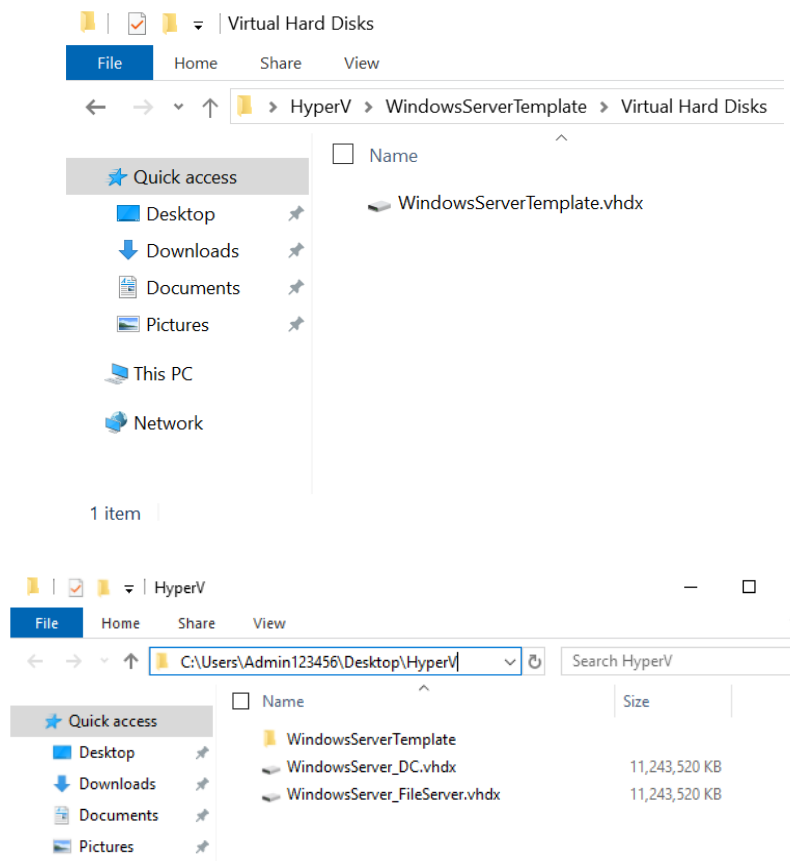 Virtual Hard Disks
File Home Share View
HyperV > WindowsServerTemplate > Virtual Hard Disks
Name
Quick access
WindowsServerTemplate.vhdx
Desktop
Downloads
Documents
Pictures
This PC
Network
1 item
HyperV
File Home Share View
C:\Users\Admin123456\Desktop\HyperV Search HyperV
Name Size
Quick access
WindowsServerTemplate
Desktop
WindowsServer_DC.vhdx 11,243,520 KB
Downloads
WindowsServer_FileServer.vhdx 11,243,520 KB
Documents
Pictures